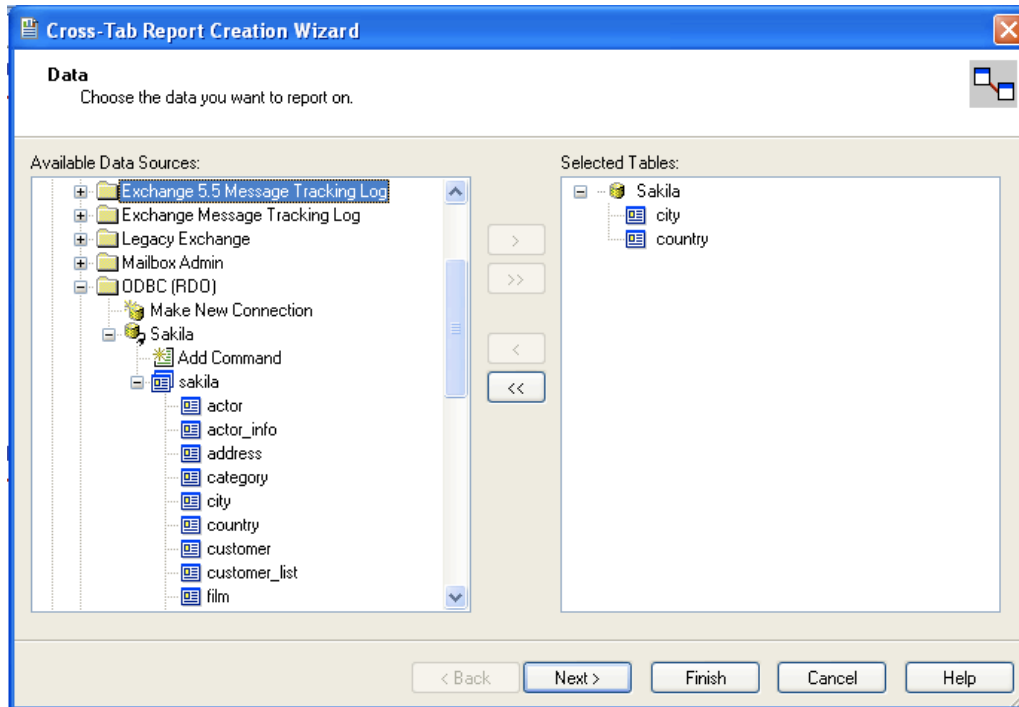 Cross-Tab Report Creation Wizard
Data
Choose the data you want to report on.
Available Data Sources:
Exchange 5.5 Message Tracking Log
Exchange Message Tracking Log
Legacy Exchange
Mailbox Admin
ODBC (RDO)
Make New Connection
Sakila
Add Command
sakila
actor
actor_info
address
category
city
country
customer
customer_list
film
>
>>
<
<<
Selected Tables:
Sakila
city
country
< Back
Next >
Finish
Cancel
Help